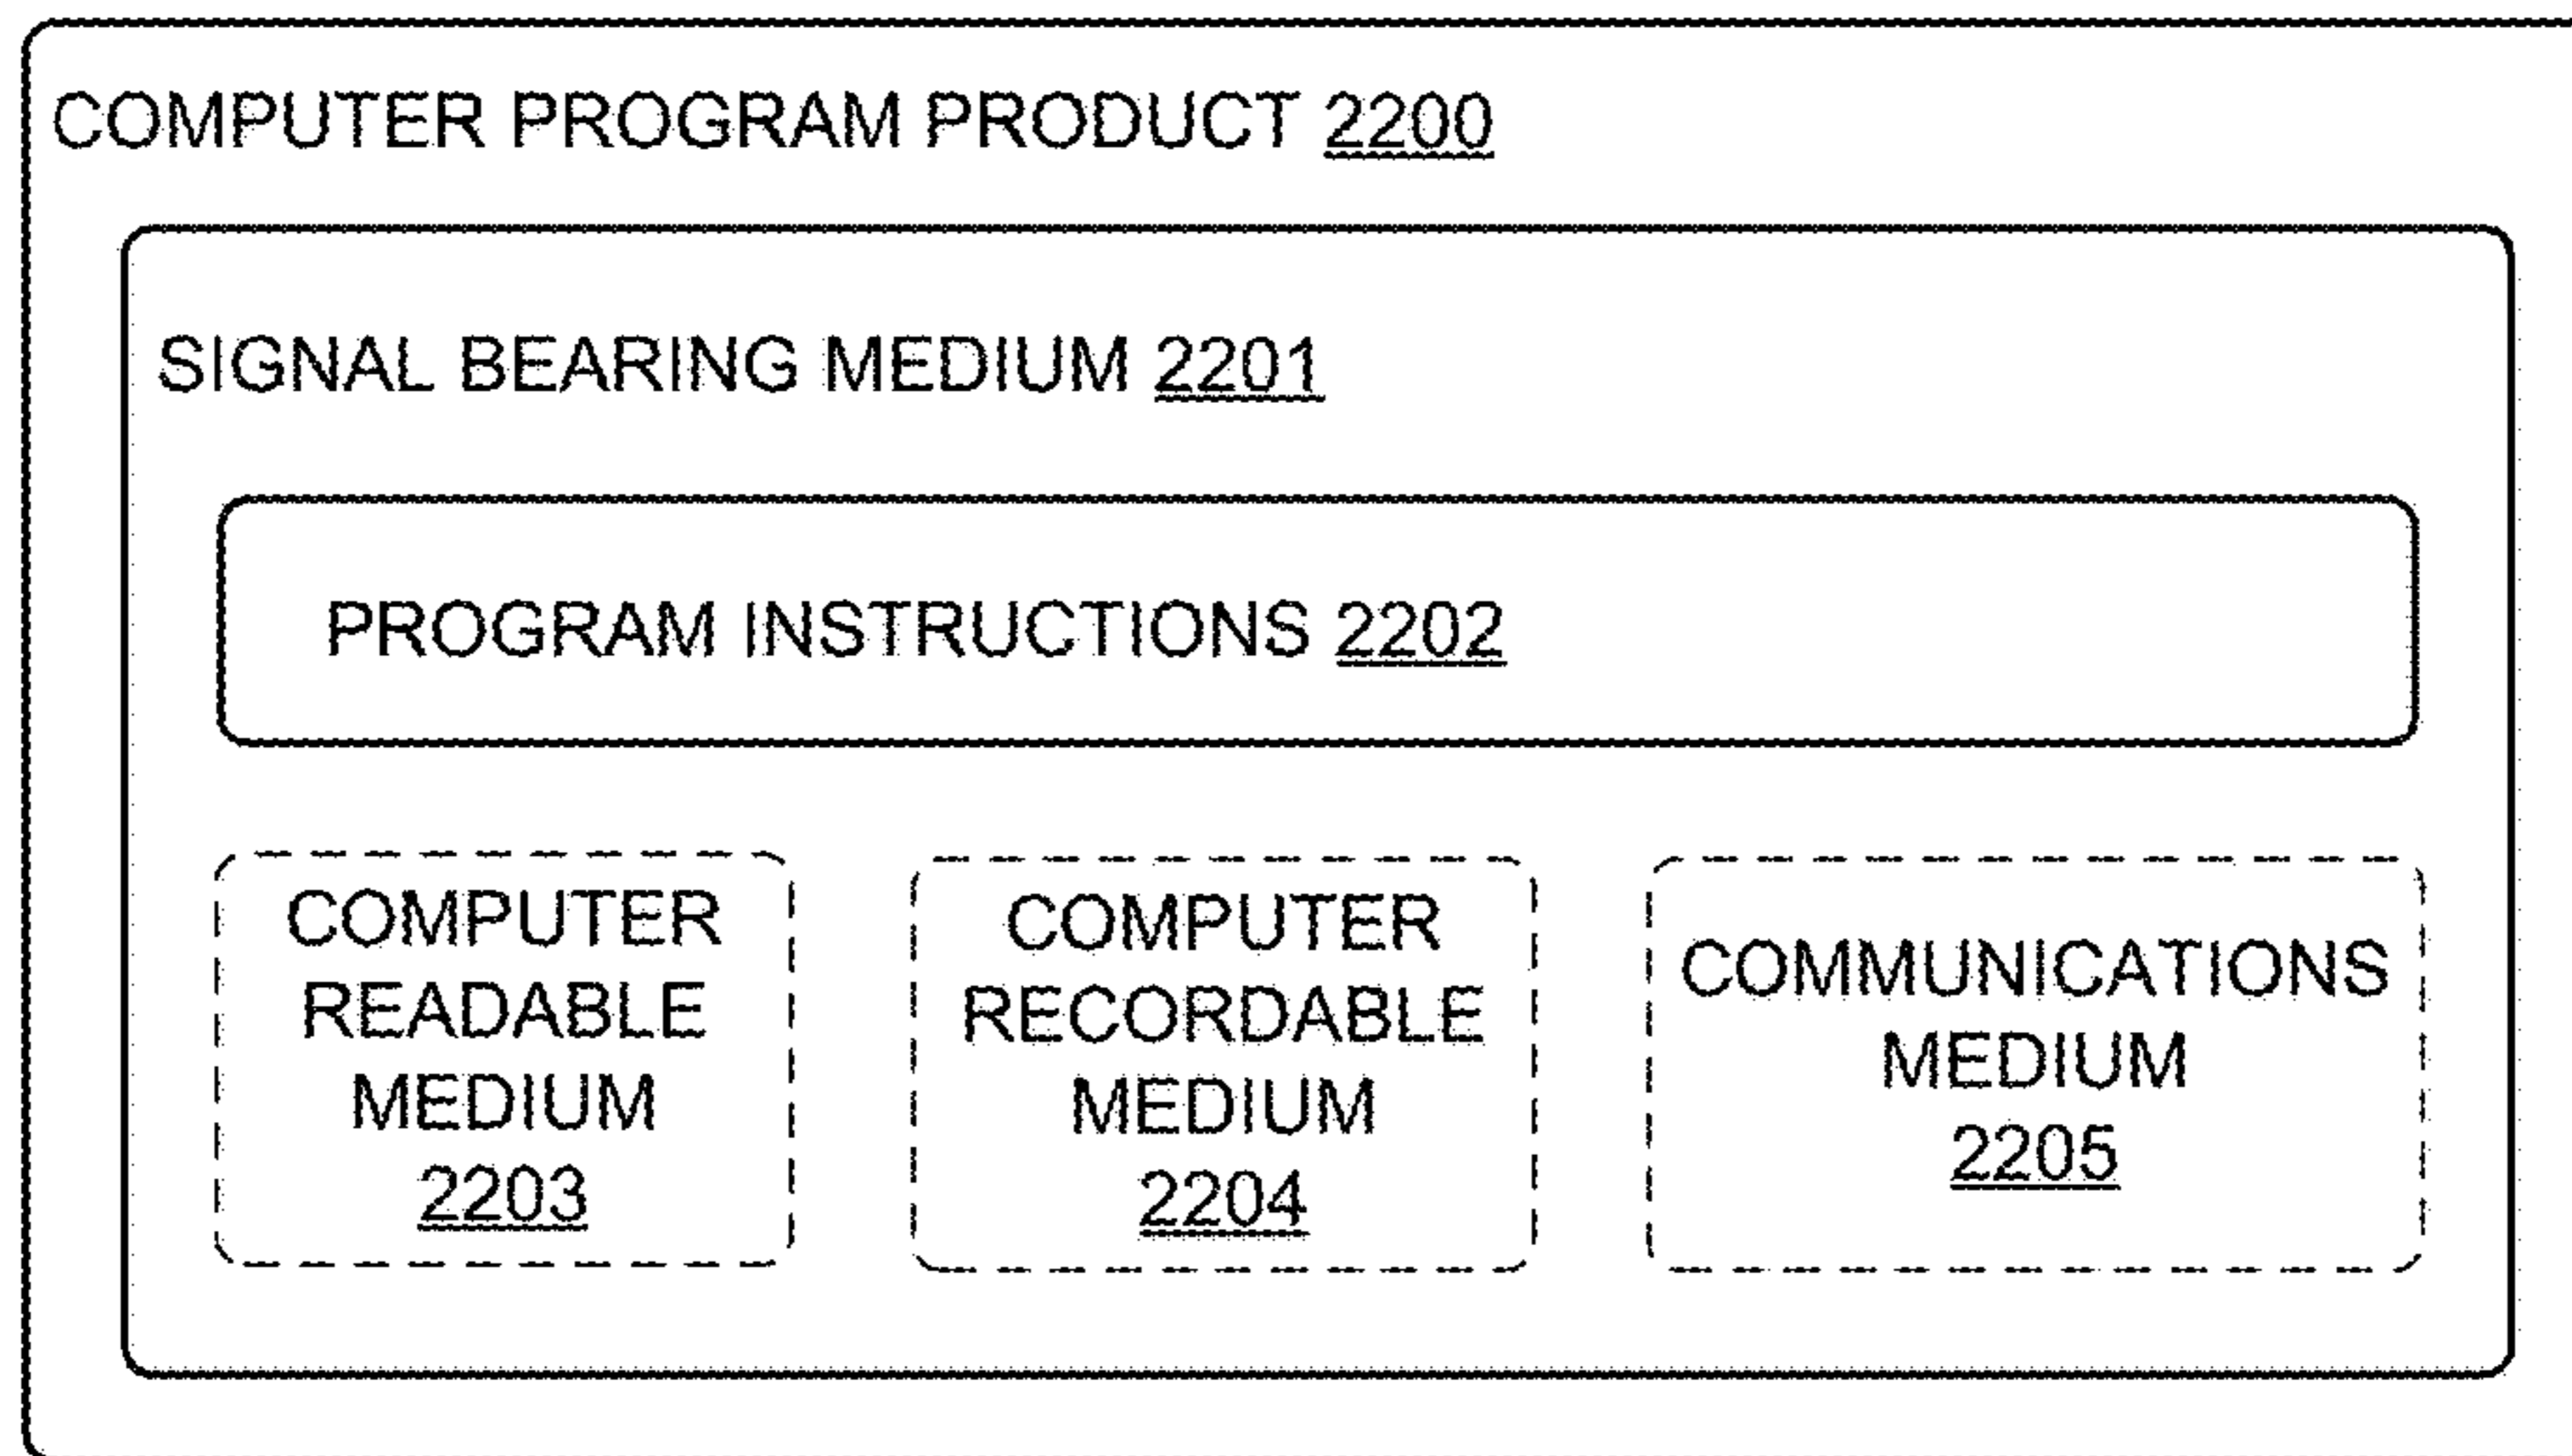 COMPUTER PROGRAM PRODUCT 2200
SIGNAL BEARING MEDIUM 2201
PROGRAM INSTRUCTIONS 2202
COMPUTER
READABLE
MEDIUM
2203
COMPUTER
RECORDABLE
MEDIUM
2204
COMMUNICATIONS
MEDIUM
2205